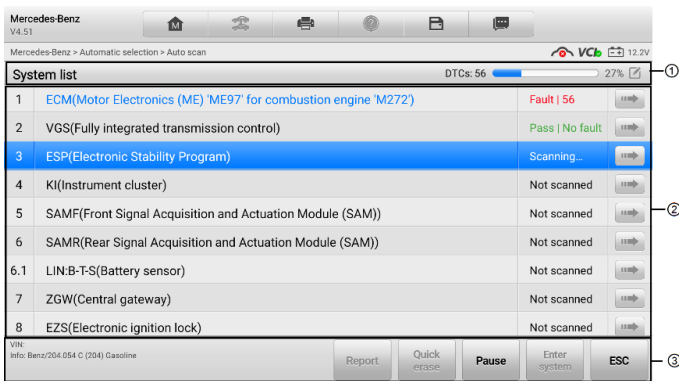 Mercedes-Benz
V4.51
Mercedes-Benz > Automatic selection > Auto scan
VCI 12.2V
System list DTCs: 56 27% ①
1 ECM(Motor Electronics (ME) 'ME97' for combustion engine 'M272') Fault | 56
2 VGS(Fully integrated transmission control) Pass | No fault
3 ESP(Electronic Stability Program) Scanning...
4 KI(Instrument cluster) Not scanned
5 SAMF(Front Signal Acquisition and Actuation Module (SAM)) Not scanned ②
6 SAMR(Rear Signal Acquisition and Actuation Module (SAM)) Not scanned
6.1 LIN:B-T-S(Battery sensor) Not scanned
7 ZGW(Central gateway) Not scanned
8 EZS(Electronic ignition lock) Not scanned
VIN:
Info: Benz/204.054 C (204) Gasoline
Report Quick erase Pause Enter system ESC ③